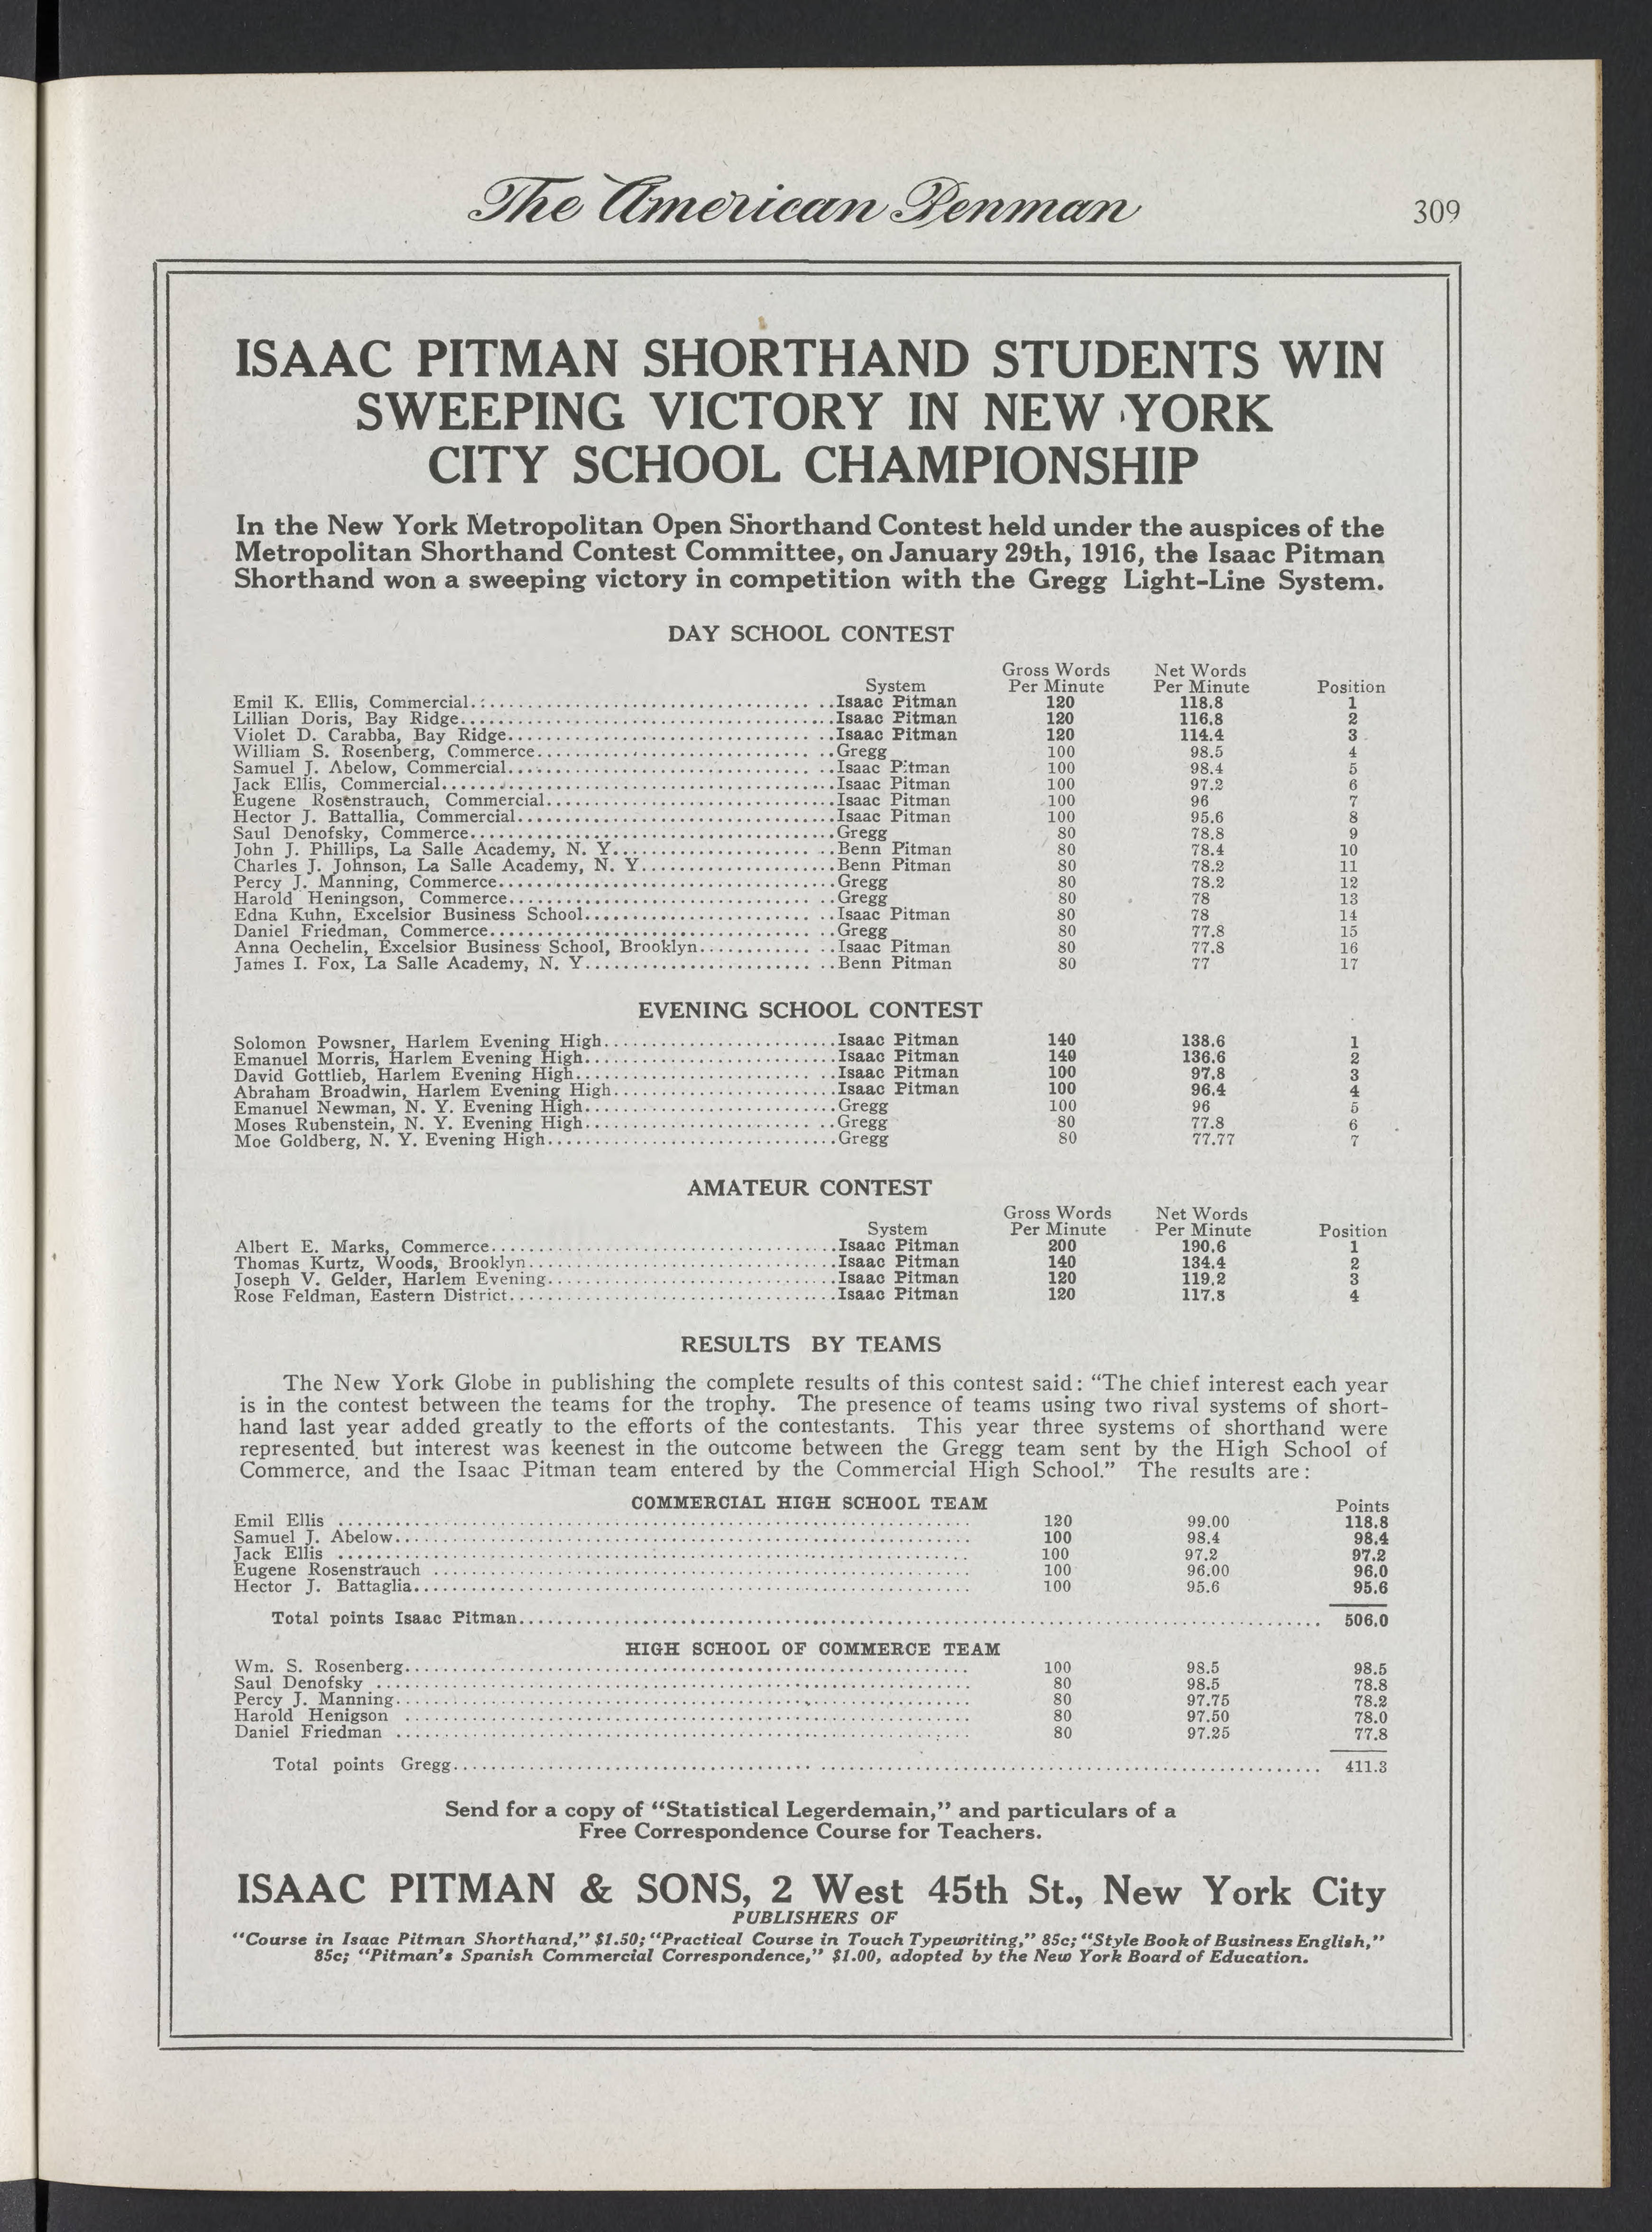 The American Penman
309
ISAAC PITMAN SHORTHAND STUDENTS WIN
SWEEPING VICTORY IN NEW YORK
CITY SCHOOL CHAMPIONSHIP
In the New York Metropolitan Open Shorthand Contest held under the auspices of the
Metropolitan Shorthand Contest Committee, on January 29th, 1916, the Isaac Pitman
Shorthand won a sweeping victory in competition with the Gregg Light-Line System.
DAY SCHOOL CONTEST
Gross Words Net Words
System Per Minute Per Minute Position
Emil K. Ellis, Commercial.:..................................Isaac Pitman 120 118.8 1
Lillian Doris, Bay Ridge.....................................Isaac Pitman 120 116.8 2
Violet D. Carabba, Bay Ridge.................................Isaac Pitman 120 114.4 3
William S. Rosenberg, Commerce...............................Gregg 100 98.5 4
Samuel J. Abelow, Commercial.................................Isaac Pitman 100 98.4 5
Jack Ellis, Commercial.......................................Isaac Pitman 100 97.2 6
Eugene Rosenstrauch, Commercial..............................Isaac Pitman 100 96 7
Hector J. Battallia, Commercial..............................Isaac Pitman 100 95.6 8
Saul Denofsky, Commerce......................................Gregg 80 78.8 9
John J. Phillips, La Salle Academy, N. Y.....................Benn Pitman 80 78.4 10
Charles J. Johnson, La Salle Academy, N. Y...................Benn Pitman 80 78.2 11
Percy J. Manning, Commerce...................................Gregg 80 78.2 12
Harold Heningson, Commerce...................................Gregg 80 78 13
Edna Kuhn, Excelsior Business School.........................Isaac Pitman 80 78 14
Daniel Friedman, Commerce....................................Gregg 80 77.8 15
Anna Oechelin, Excelsior Business School, Brooklyn...........Isaac Pitman 80 77.8 16
James I. Fox, La Salle Academy, N. Y.........................Benn Pitman 80 77 17
EVENING SCHOOL CONTEST
Solomon Powsner, Harlem Evening High.........................Isaac Pitman 140 138.6 1
Emanuel Morris, Harlem Evening High..........................Isaac Pitman 140 136.6 2
David Gottlieb, Harlem Evening High..........................Isaac Pitman 100 97.8 3
Abraham Broadwin, Harlem Evening High........................Isaac Pitman 100 96.4 4
Emanuel Newman, N. Y. Evening High...........................Gregg 100 96 5
Moses Rubenstein, N. Y. Evening High.........................Gregg 80 77.8 6
Moe Goldberg, N. Y. Evening High.............................Gregg 80 77.77 7
AMATEUR CONTEST
Gross Words Net Words
System Per Minute Per Minute Position
Albert E. Marks, Commerce....................................Isaac Pitman 200 190.6 1
Thomas Kurtz, Woods, Brooklyn................................Isaac Pitman 140 134.4 2
Joseph V. Gelder, Harlem Evening.............................Isaac Pitman 120 119.2 3
Rose Feldman, Eastern District...............................Isaac Pitman 120 117.8 4
RESULTS BY TEAMS
The New York Globe in publishing the complete results of this contest said: “The chief interest each year
is in the contest between the teams for the trophy. The presence of teams using two rival systems of short-
hand last year added greatly to the efforts of the contestants. This year three systems of shorthand were
represented, but interest was keenest in the outcome between the Gregg team sent by the High School of
Commerce, and the Isaac Pitman team entered by the Commercial High School.” The results are:
COMMERCIAL HIGH SCHOOL TEAM Points
Emil Ellis .................................................. 120 99.00 118.8
Samuel J. Abelow............................................. 100 98.4 98.4
Jack Ellis .................................................. 100 97.2 97.2
Eugene Rosenstrauch ......................................... 100 96.00 96.0
Hector J. Battaglia.......................................... 100 95.6 95.6
Total points Isaac Pitman.................................... 506.0
HIGH SCHOOL OF COMMERCE TEAM
Wm. S. Rosenberg............................................. 100 98.5 98.5
Saul Denofsky ............................................... 80 98.5 78.8
Percy J. Manning............................................. 80 97.75 78.2
Harold Henigson ............................................. 80 97.50 78.0
Daniel Friedman ............................................. 80 97.25 77.8
Total points Gregg........................................... 411.3
Send for a copy of “Statistical Legerdemain,” and particulars of a
Free Correspondence Course for Teachers.
ISAAC PITMAN & SONS, 2 West 45th St., New York City
PUBLISHERS OF
“Course in Isaac Pitman Shorthand,” $1.50; “Practical Course in Touch Typewriting,” 85c; “Style Book of Business English,”
85c; “Pitman's Spanish Commercial Correspondence,” $1.00, adopted by the New York Board of Education.